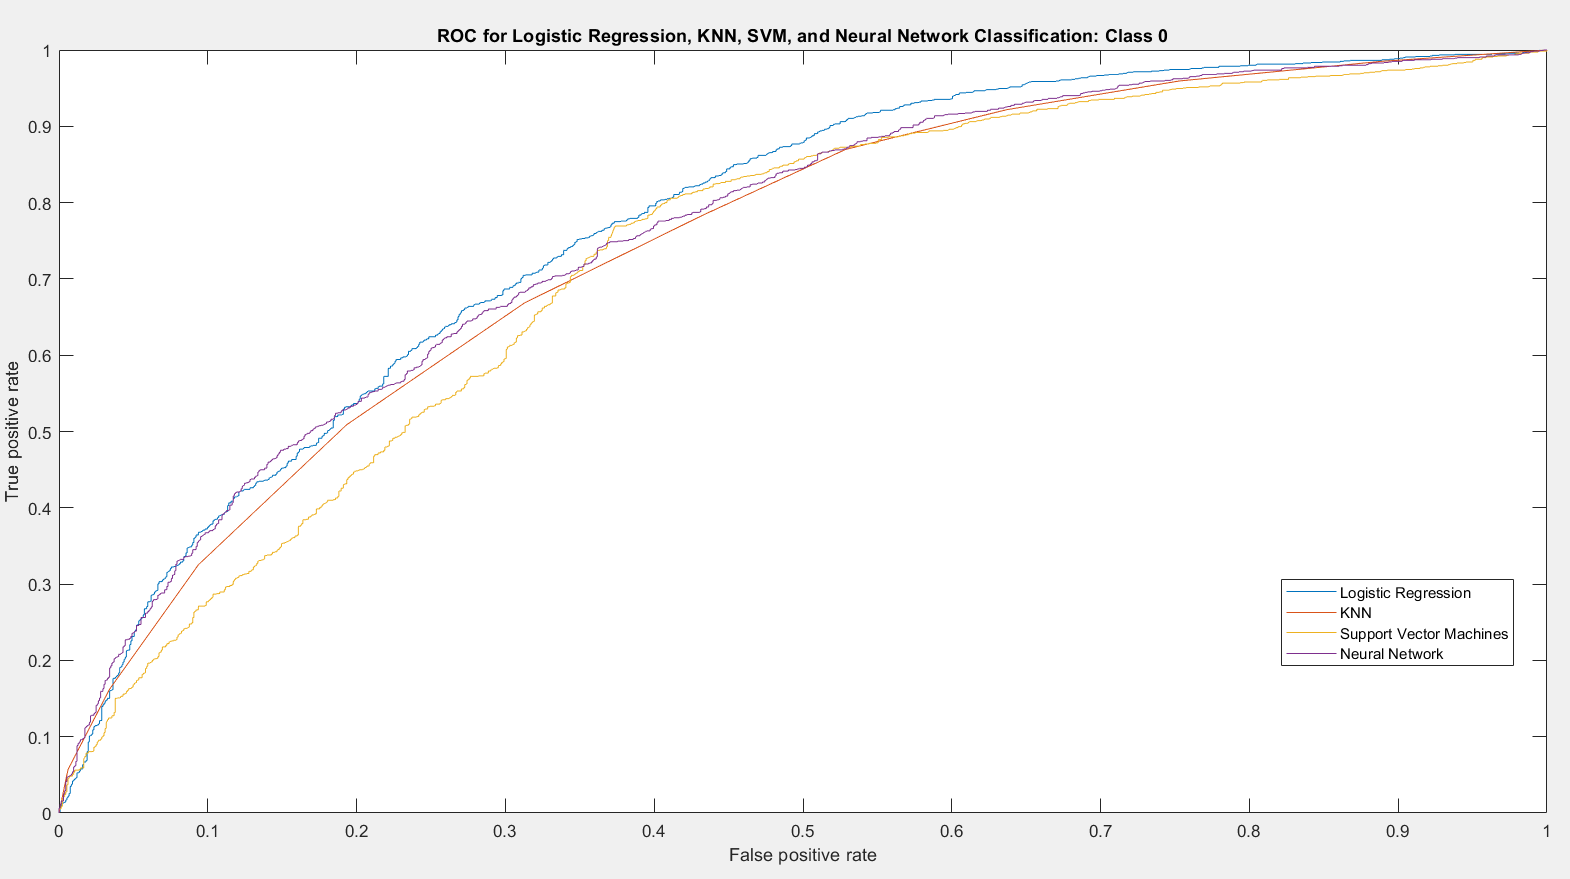 ROC for Logistic Regression, KNN, SVM, and Neural Network Classification: Class 0
1
0.9
0.8
0.7
0.6
0.5
0.4
0.3
0.2
0.1
0
True positive rate
Logistic Regression
KNN
Support Vector Machines
Neural Network
0 0.1 0.2 0.3 0.4 0.5 0.6 0.7 0.8 0.9 1
False positive rate